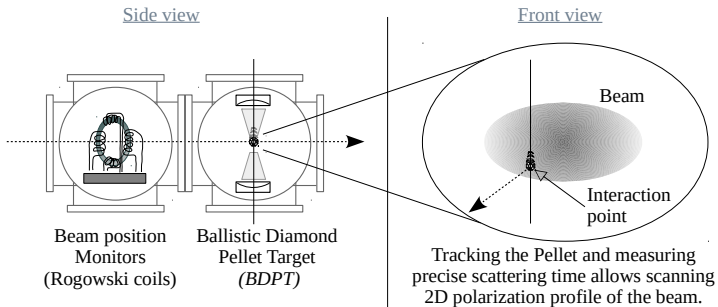 Side view
Front view
Beam
Interaction
point
Beam position
Monitors
(Rogowski coils)
Ballistic Diamond
Pellet Target
(BDPT)
Tracking the Pellet and measuring
precise scattering time allows scanning
2D polarization profile of the beam.